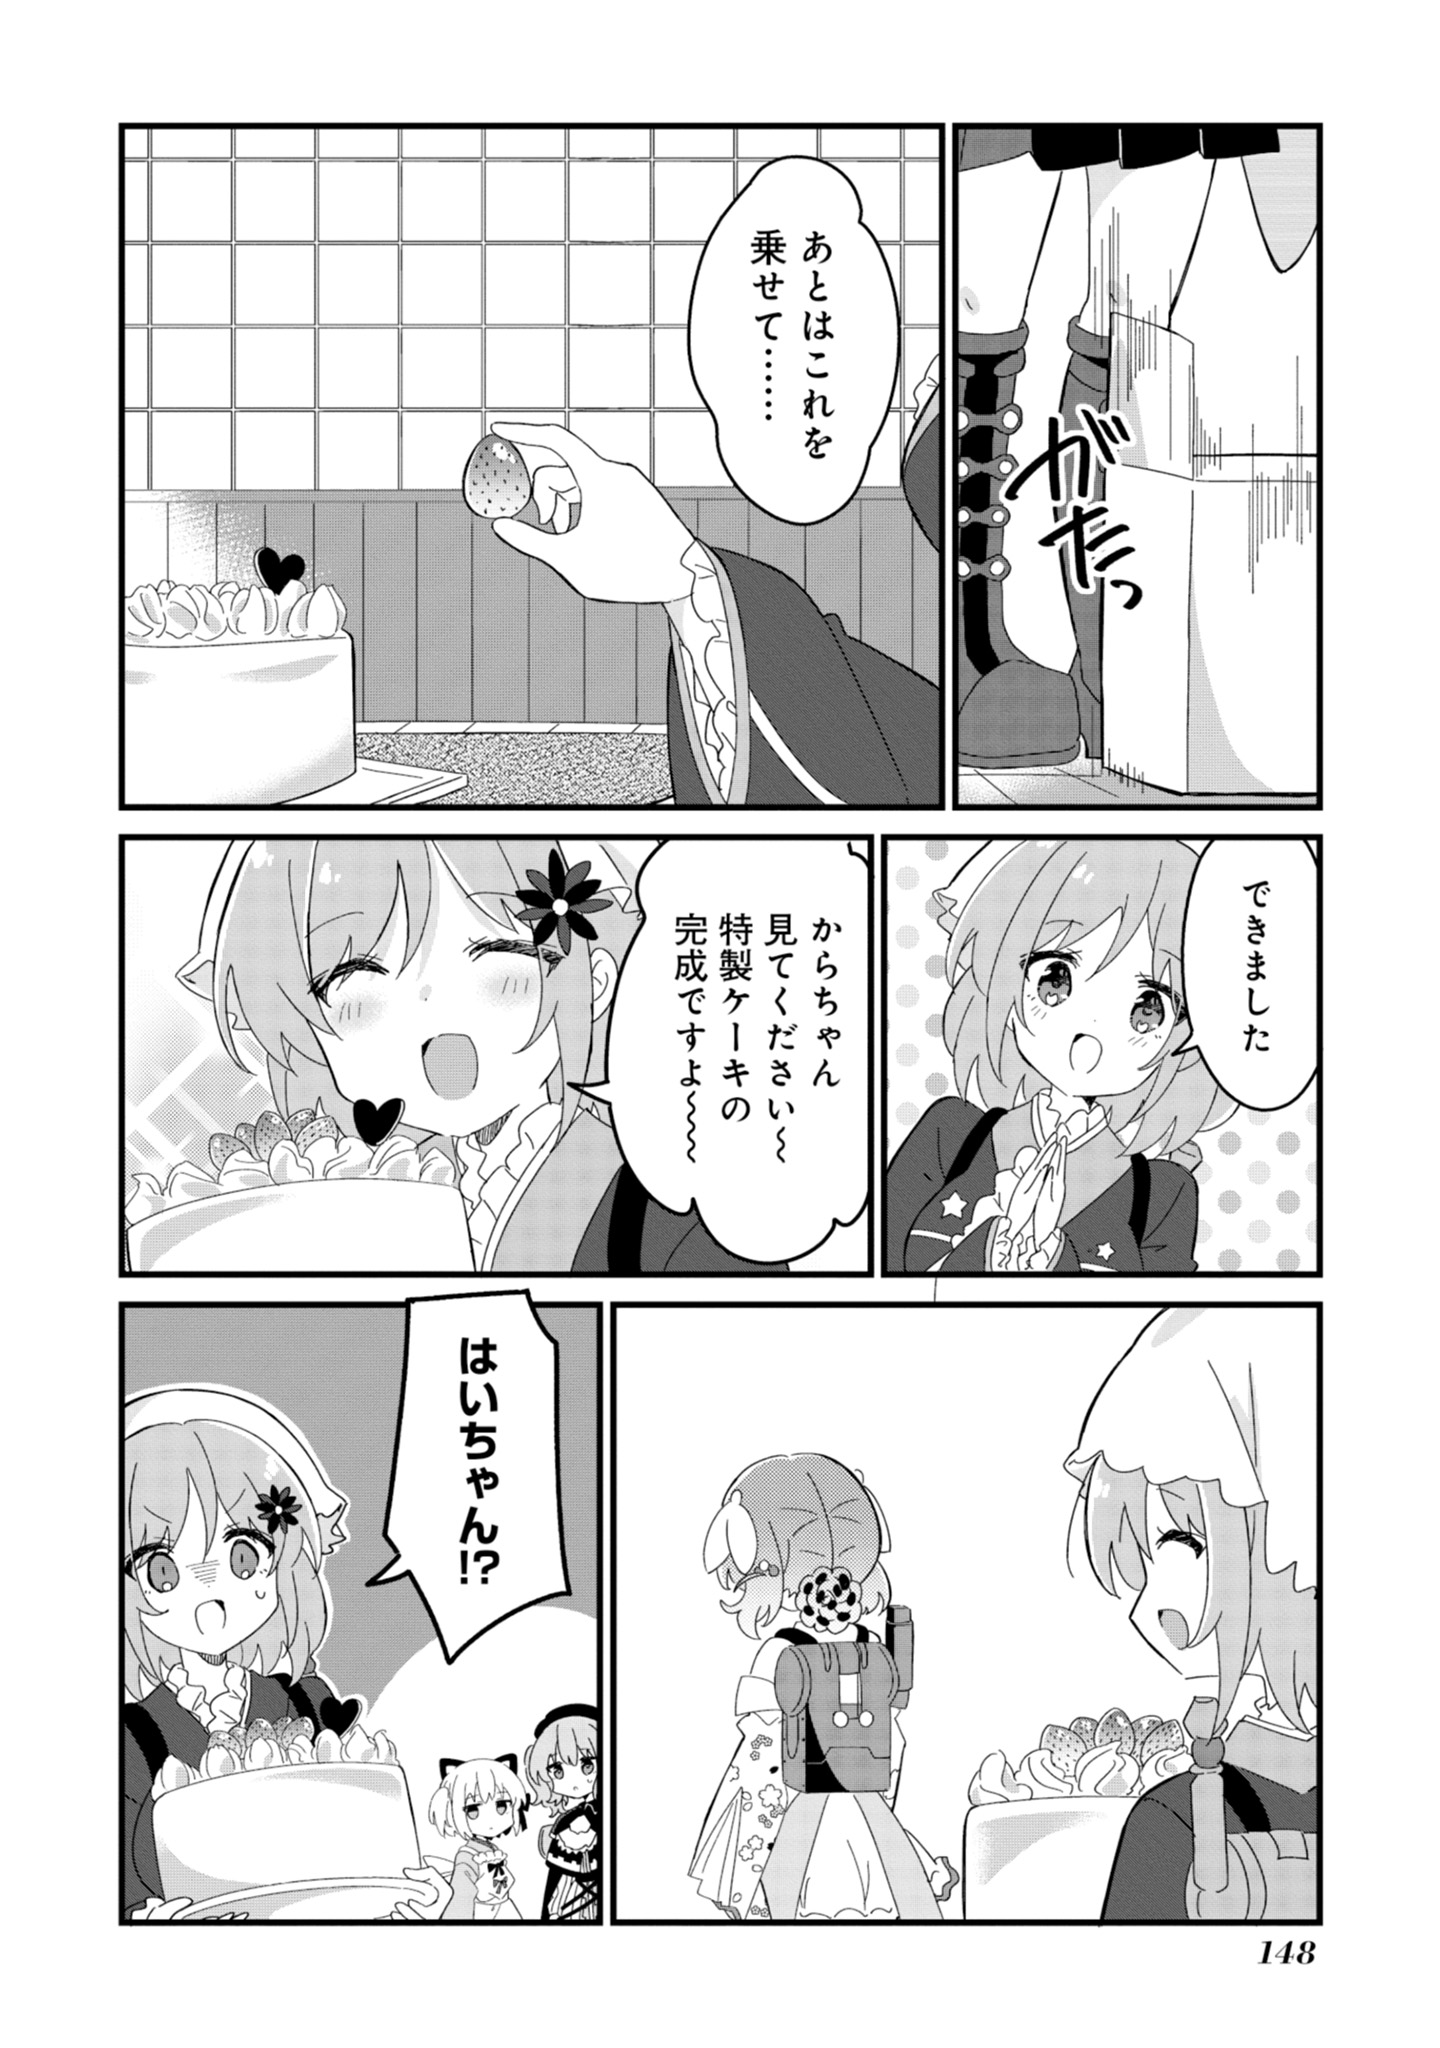 ガタっ
あとはこれを
乗せて……
できました
からちゃん
見てください〜
特製ケーキの
完成ですよ〜〜〜
はいちゃん!?
148